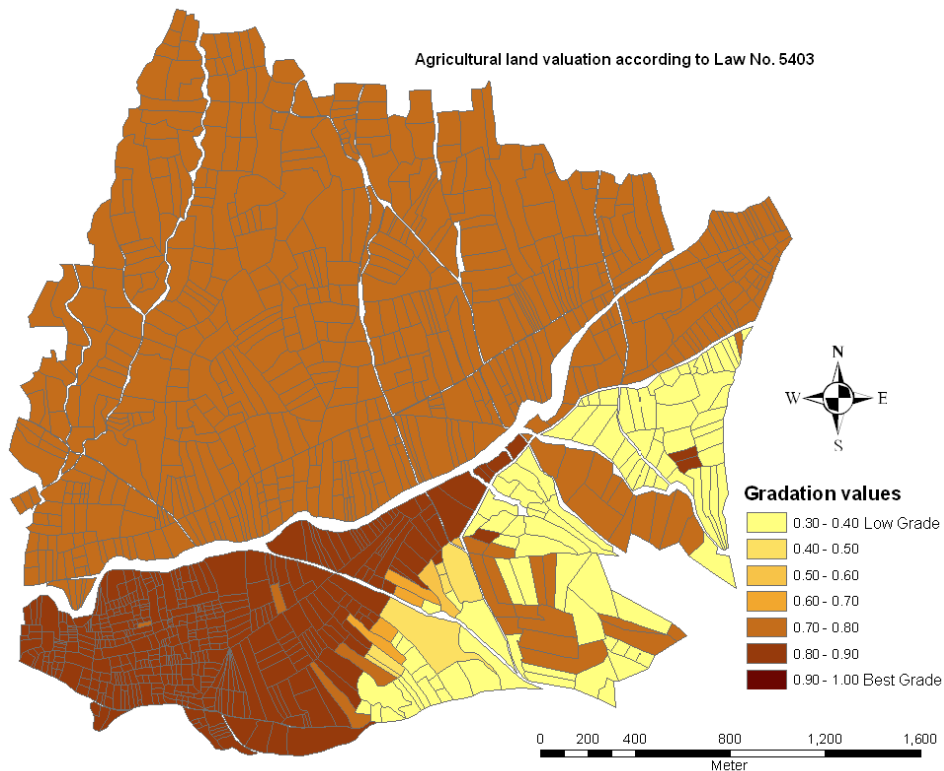 Agricultural land valuation according to Law No. 5403
N
W E
S
Gradation values
0.30 - 0.40 Low Grade
0.40 - 0.50
0.50 - 0.60
0.60 - 0.70
0.70 - 0.80
0.80 - 0.90
0.90 - 1.00 Best Grade
0 200 400 800 1,200 1,600
Meter